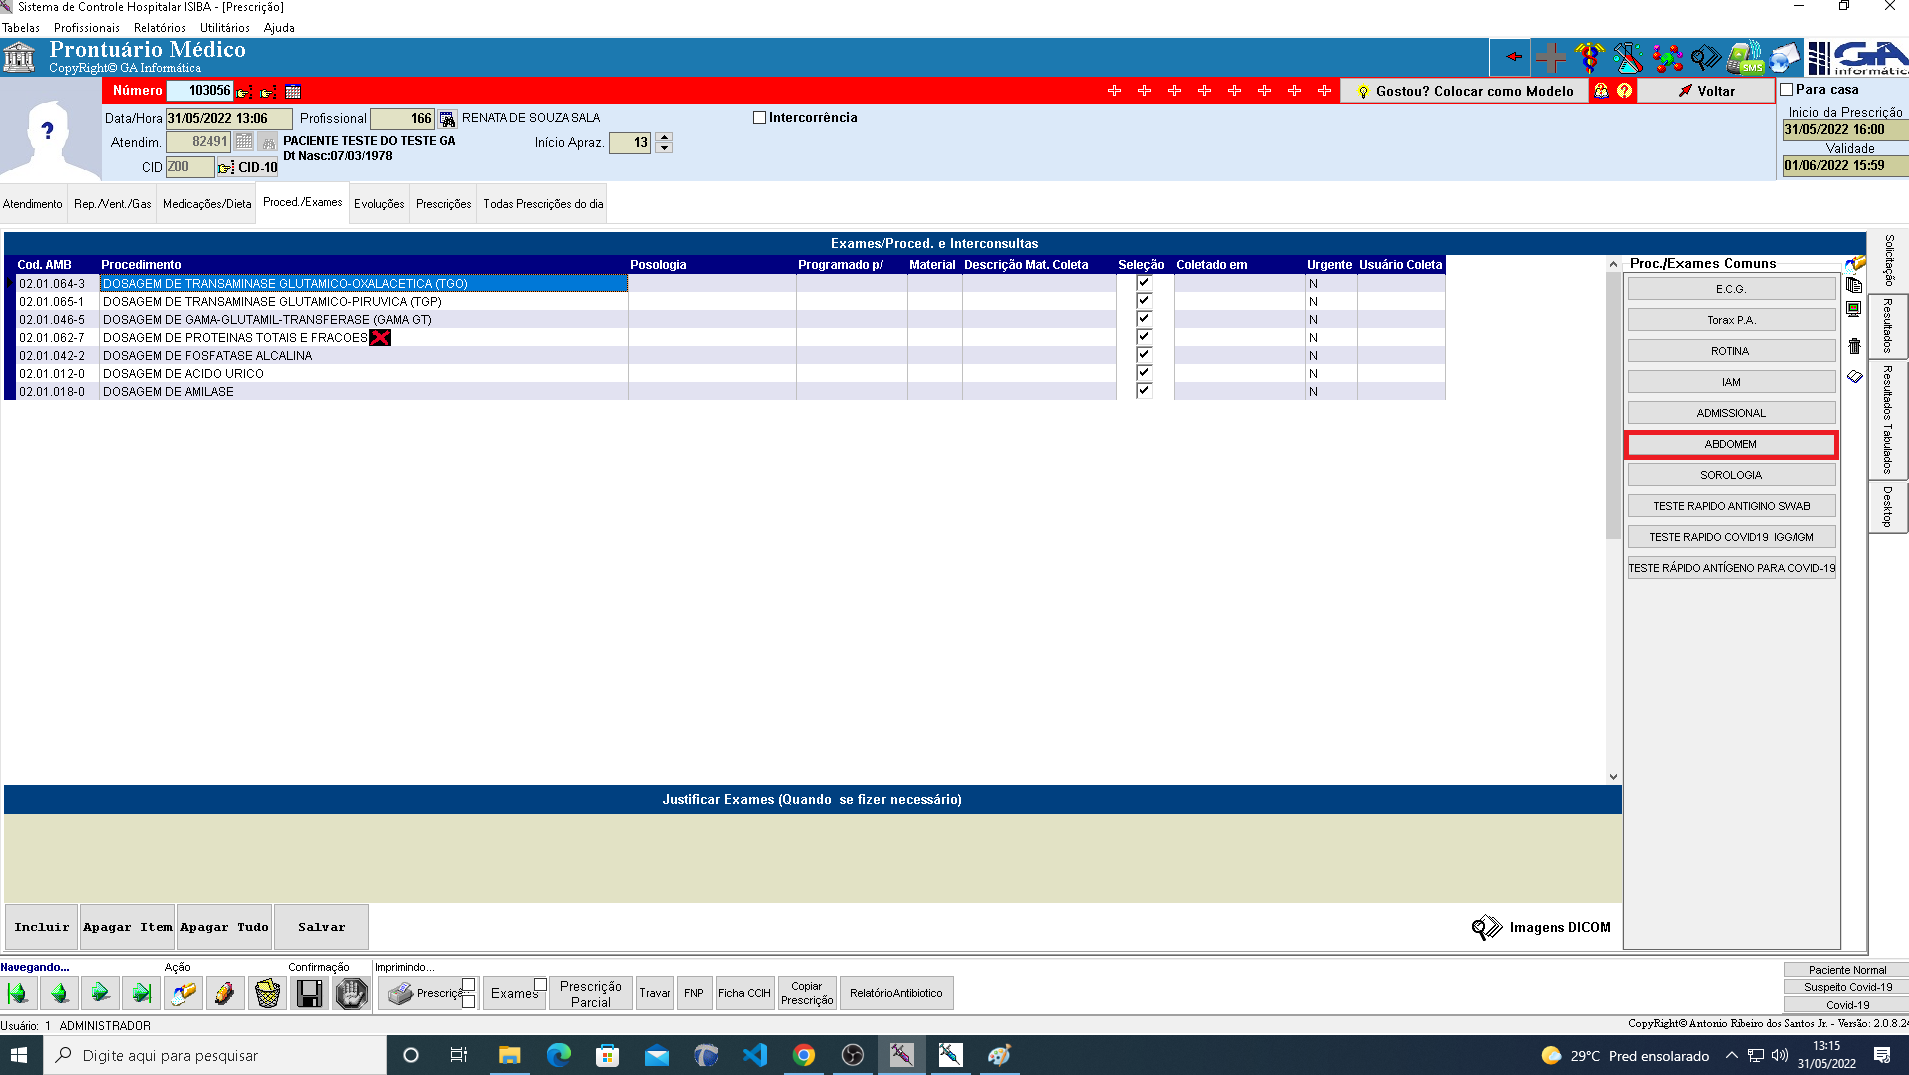 Sistema de Controle Hospitalar ISIBA - [Prescrição]
Tabelas Profissionais Relatórios Utilitários Ajuda
Prontuário Médico
CopyRight© GA Informática
SMS
GA
informátic
Número 103056
Gostou? Colocar como Modelo
Voltar
Para casa
Data/Hora 31/05/2022 13:06 Profissional 166 RENATA DE SOUZA SALA
Intercorrência
Inicio da Prescrição
31/05/2022 16:00
Atendim. 82491 PACIENTE TESTE DO TESTE GA
Início Apraz. 13
Dt Nasc:07/03/1978
Validade
01/06/2022 15:59
CID Z00 CID-10
Atendimento Rep./Vent./Gas Medicações/Dieta Proced./Exames Evoluções Prescrições Todas Prescrições do dia
Exames/Proced. e Interconsultas
Cod. AMB Procedimento Posologia Programado p/ Material Descrição Mat. Coleta Seleção Coletado em Urgente Usuário Coleta
02.01.064-3 DOSAGEM DE TRANSAMINASE GLUTAMICO-OXALACETICA (TGO) N
02.01.065-1 DOSAGEM DE TRANSAMINASE GLUTAMICO-PIRUVICA (TGP) N
02.01.046-5 DOSAGEM DE GAMA-GLUTAMIL-TRANSFERASE (GAMA GT) N
02.01.062-7 DOSAGEM DE PROTEINAS TOTAIS E FRACOES N
02.01.042-2 DOSAGEM DE FOSFATASE ALCALINA N
02.01.012-0 DOSAGEM DE ACIDO URICO N
02.01.018-0 DOSAGEM DE AMILASE N
Proc./Exames Comuns
E.C.G.
Torax P.A.
ROTINA
IAM
ADMISSIONAL
ABDOMEM
SOROLOGIA
TESTE RAPIDO ANTIGINO SWAB
TESTE RAPIDO COVID19 IGG/IGM
TESTE RÁPIDO ANTÍGENO PARA COVID-19
Solicitação
Resultados
Resultados Tabulados
Desktop
Justificar Exames (Quando se fizer necessário)
Incluir Apagar Item Apagar Tudo Salvar
Imagens DICOM
Navegando... Ação Confirmação Imprimindo...
Prescriçã
Exames
Prescrição
Parcial
Travar
FNP
Ficha CCIH
Copiar
Prescrição
RelatórioAntibiotico
Paciente Normal
Suspeito Covid-19
Covid-19
Usuário: 1 ADMINISTRADOR
CopyRight© Antonio Ribeiro dos Santos Jr. - Versão: 2.0.8.24
Digite aqui para pesquisar
29°C Pred ensolarado
13:15
31/05/2022